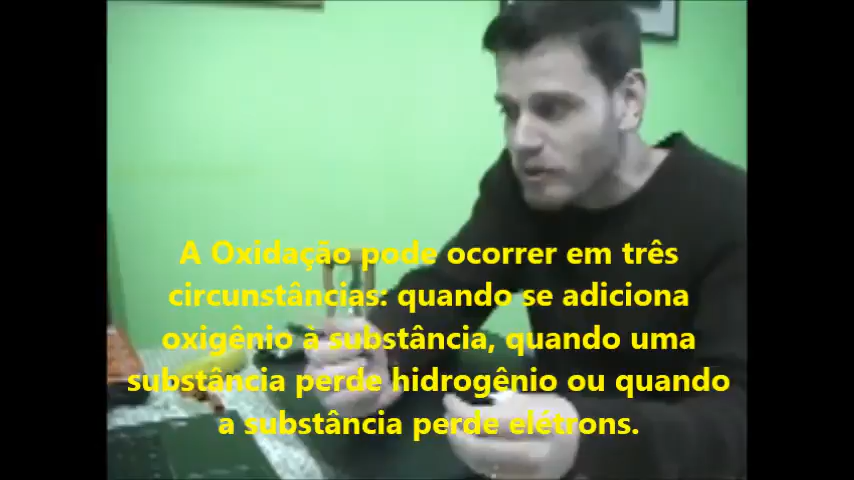 A Oxidação pode ocorrer em três
circunstâncias: quando se adiciona
oxigênio à substância, quando uma
substância perde hidrogênio ou quando
a substância perde elétrons.